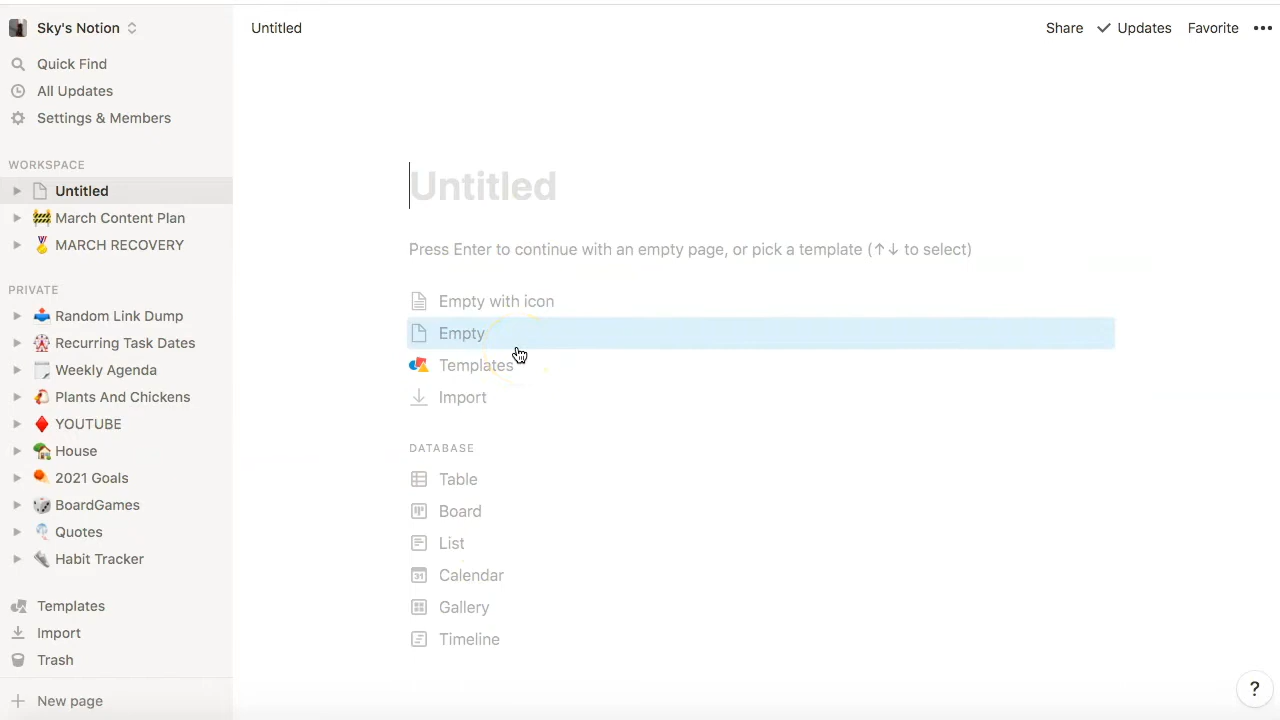 Sky's Notion
Quick Find
All Updates
Settings & Members
WORKSPACE
Untitled
March Content Plan
MARCH RECOVERY
PRIVATE
Random Link Dump
Recurring Task Dates
Weekly Agenda
Plants And Chickens
YOUTUBE
House
2021 Goals
BoardGames
Quotes
Habit Tracker
Templates
Import
Trash
New page
Untitled
Share Updates Favorite
Untitled
Press Enter to continue with an empty page, or pick a template (↑↓ to select)
Empty with icon
Empty
Templates
Import
DATABASE
Table
Board
List
31 Calendar
Gallery
Timeline
?